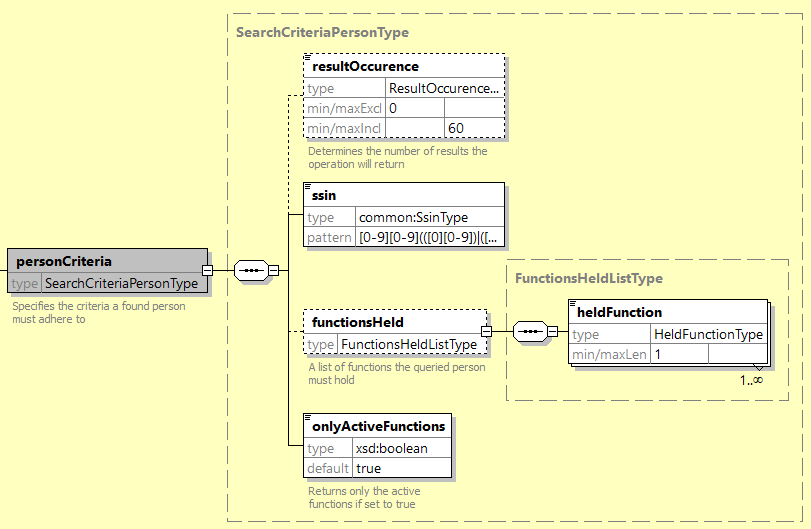 SearchCriteriaPersonType
resultOccurence
type ResultOccurence...
min/maxExcl 0
min/maxIncl 60
Determines the number of results the
operation will return
ssin
type common:SsinType
pattern [0-9][0-9](([0][0-9])|([...
personCriteria
type SearchCriteriaPersonType
Specifies the criteria a found person
must adhere to
FunctionsHeldListType
functionsHeld
type FunctionsHeldListType
A list of functions the queried person
must hold
heldFunction
type HeldFunctionType
min/maxLen 1
1..∞
onlyActiveFunctions
type xsd:boolean
default true
Returns only the active
functions if set to true